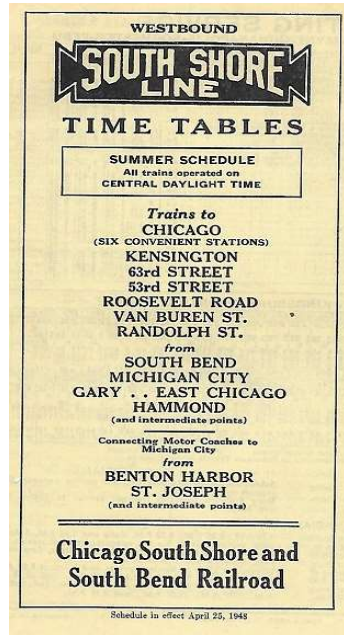 WESTBOUND
SOUTH SHORE
LINE
TIME TABLES
SUMMER SCHEDULE
All trains operated on
CENTRAL DAYLIGHT TIME
Trains to
CHICAGO
(SIX CONVENIENT STATIONS)
KENSINGTON
63rd STREET
53rd STREET
ROOSEVELT ROAD
VAN BUREN ST.
RANDOLPH ST.
from
SOUTH BEND
MICHIGAN CITY
GARY . . EAST CHICAGO
HAMMOND
(and intermediate points)
Connecting Motor Coaches to
Michigan City
from
BENTON HARBOR
ST. JOSEPH
(and intermediate points)
Chicago South Shore and
South Bend Railroad
Schedule in effect April 25, 1948